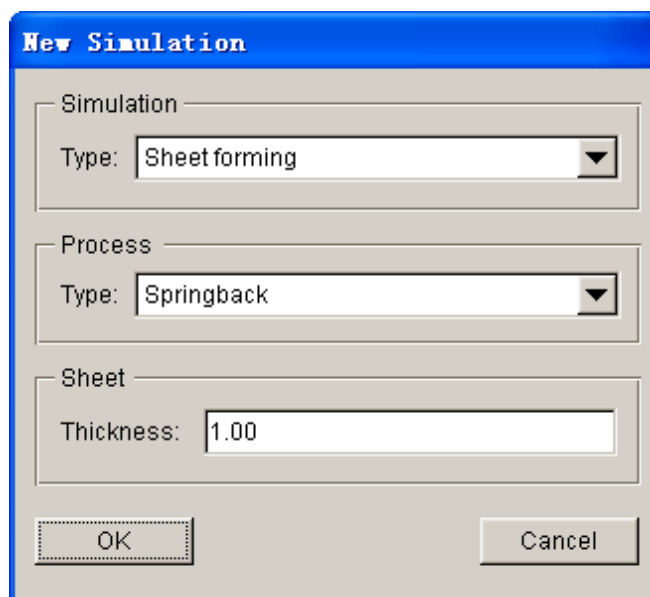 New Simulation
Simulation
Type: Sheet forming
Process
Type: Springback
Sheet
Thickness: 1.00
OK Cancel